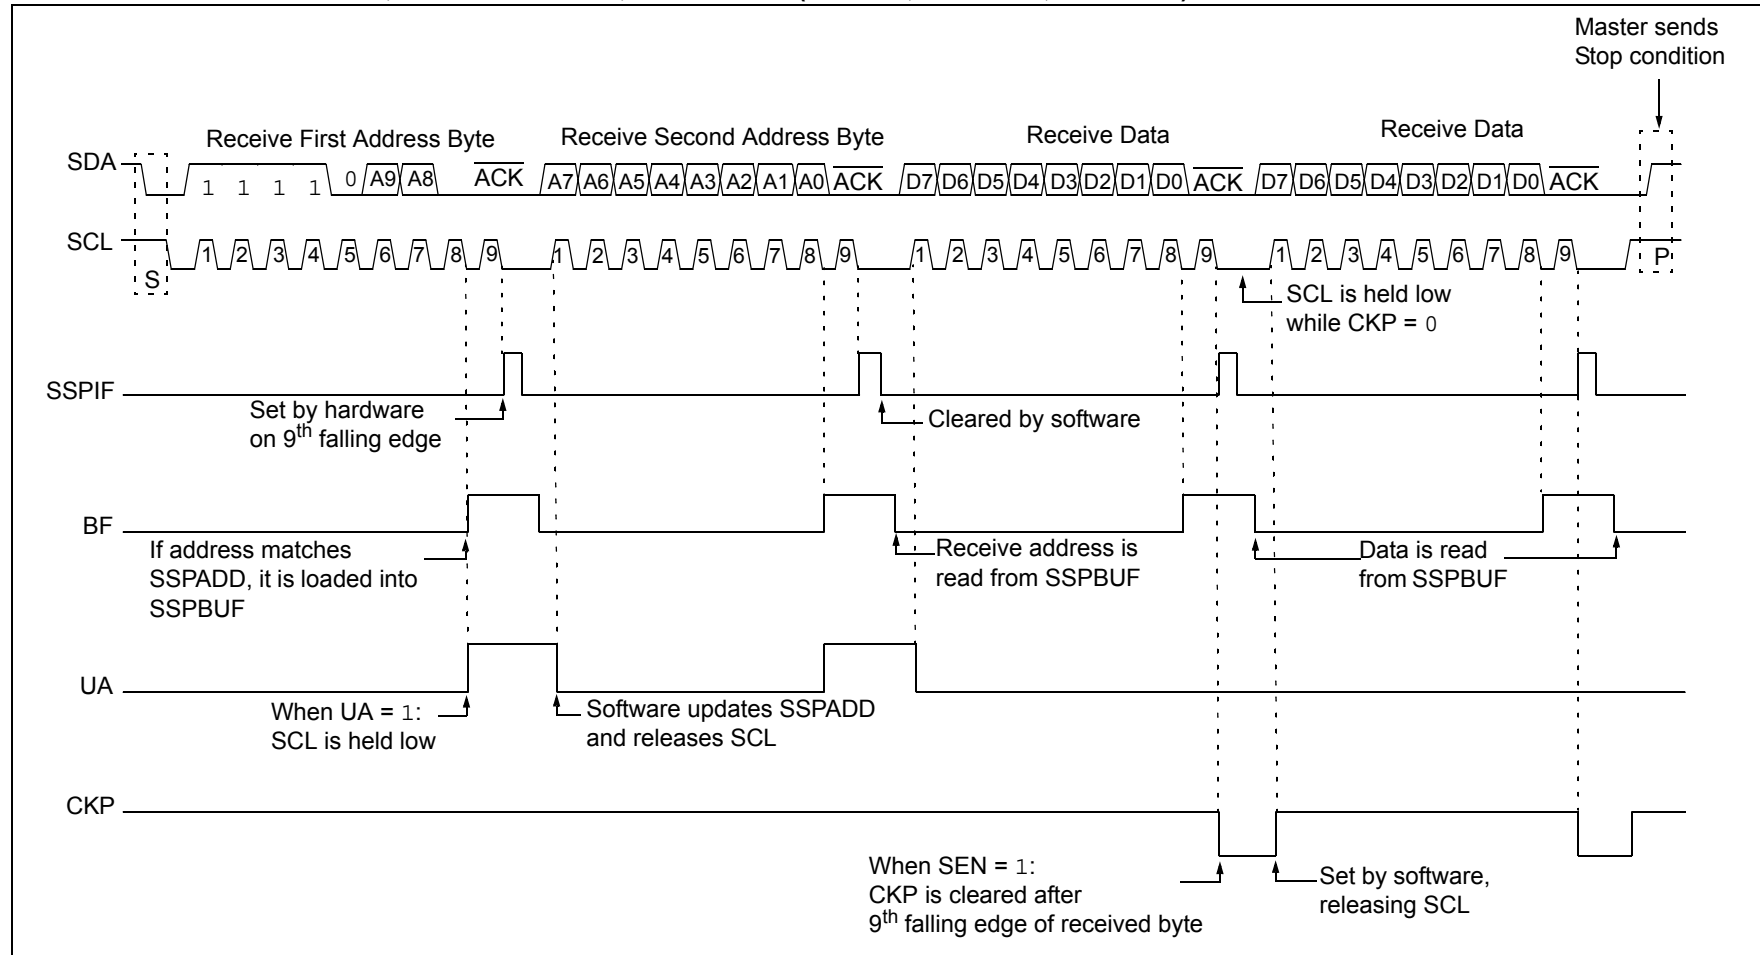 Master sends
Stop condition
Receive First Address Byte
Receive Second Address Byte
Receive Data
Receive Data
SDA
1 1 1 1 0 A9 A8 ACK A7 A6 A5 A4 A3 A2 A1 A0 ACK D7 D6 D5 D4 D3 D2 D1 D0 ACK D7 D6 D5 D4 D3 D2 D1 D0 ACK
SCL
S 1 2 3 4 5 6 7 8 9 1 2 3 4 5 6 7 8 9 1 2 3 4 5 6 7 8 9 1 2 3 4 5 6 7 8 9 P
SCL is held low
while CKP = 0
SSPIF
Set by hardware
on 9th falling edge
Cleared by software
BF
If address matches
SSPADD, it is loaded into
SSPBUF
Receive address is
read from SSPBUF
Data is read
from SSPBUF
UA
When UA = 1:
SCL is held low
Software updates SSPADD
and releases SCL
CKP
When SEN = 1:
CKP is cleared after
9th falling edge of received byte
Set by software,
releasing SCL